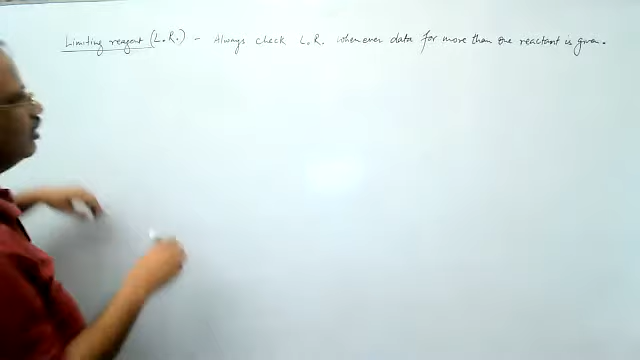 Limiting reagent (L.R.) - Always check L.R. whenever data for more than one reactant is given.